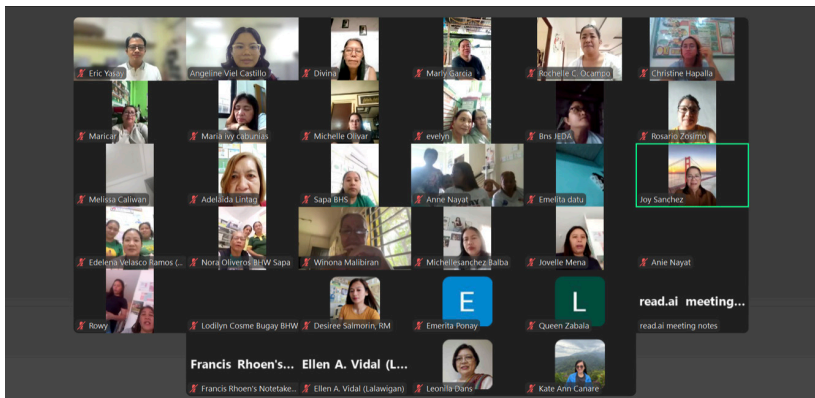 Eric Yasay
Angeline Viel Castillo
Divina
Marly Garcia
Rochelle C. Ocampo
Christine Hapalla
Maricar
Maria ivy cabunias
Michelle Olivar
evelyn
Bns JEDA
Rosario Zosimo
Melissa Caliwan
Adelaida Lintag
Sapa BHS
Anne Nayat
Emelita datu
Joy Sanchez
Edelena Velasco Ramos (...
Nora Oliveros BHW Sapa
Winona Malibiran
Michellesanchez Balba
Jovelle Mena
Anie Nayat
Rowy
Lodilyn Cosme Bugay BHW
Desiree Salmorin, RM
E
Emerita Ponay
L
Queen Zabala
read.ai meeting...
read.ai meeting notes
Francis Rhoen's...
Francis Rhoen's Notetake...
Ellen A. Vidal (L...
Ellen A. Vidal (Lalawigan)
Leonila Dans
Kate Ann Canare